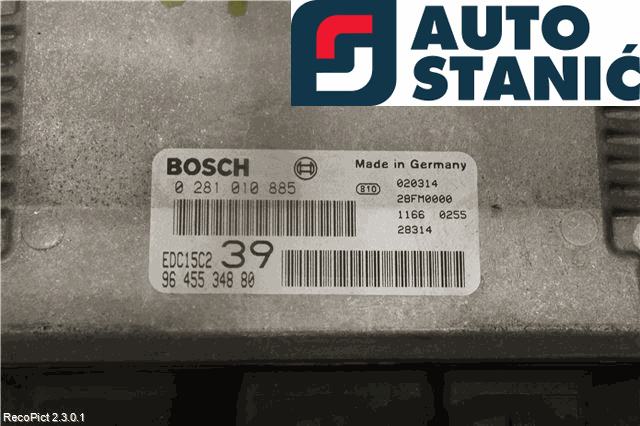 AUTO
STANIĆ
BOSCH
Made in Germany
0 281 010 885
810
020314
28FM0000
1166 0255
28314
EDC15C2 39
96 455 348 80
RecoPict 2.3.0.1